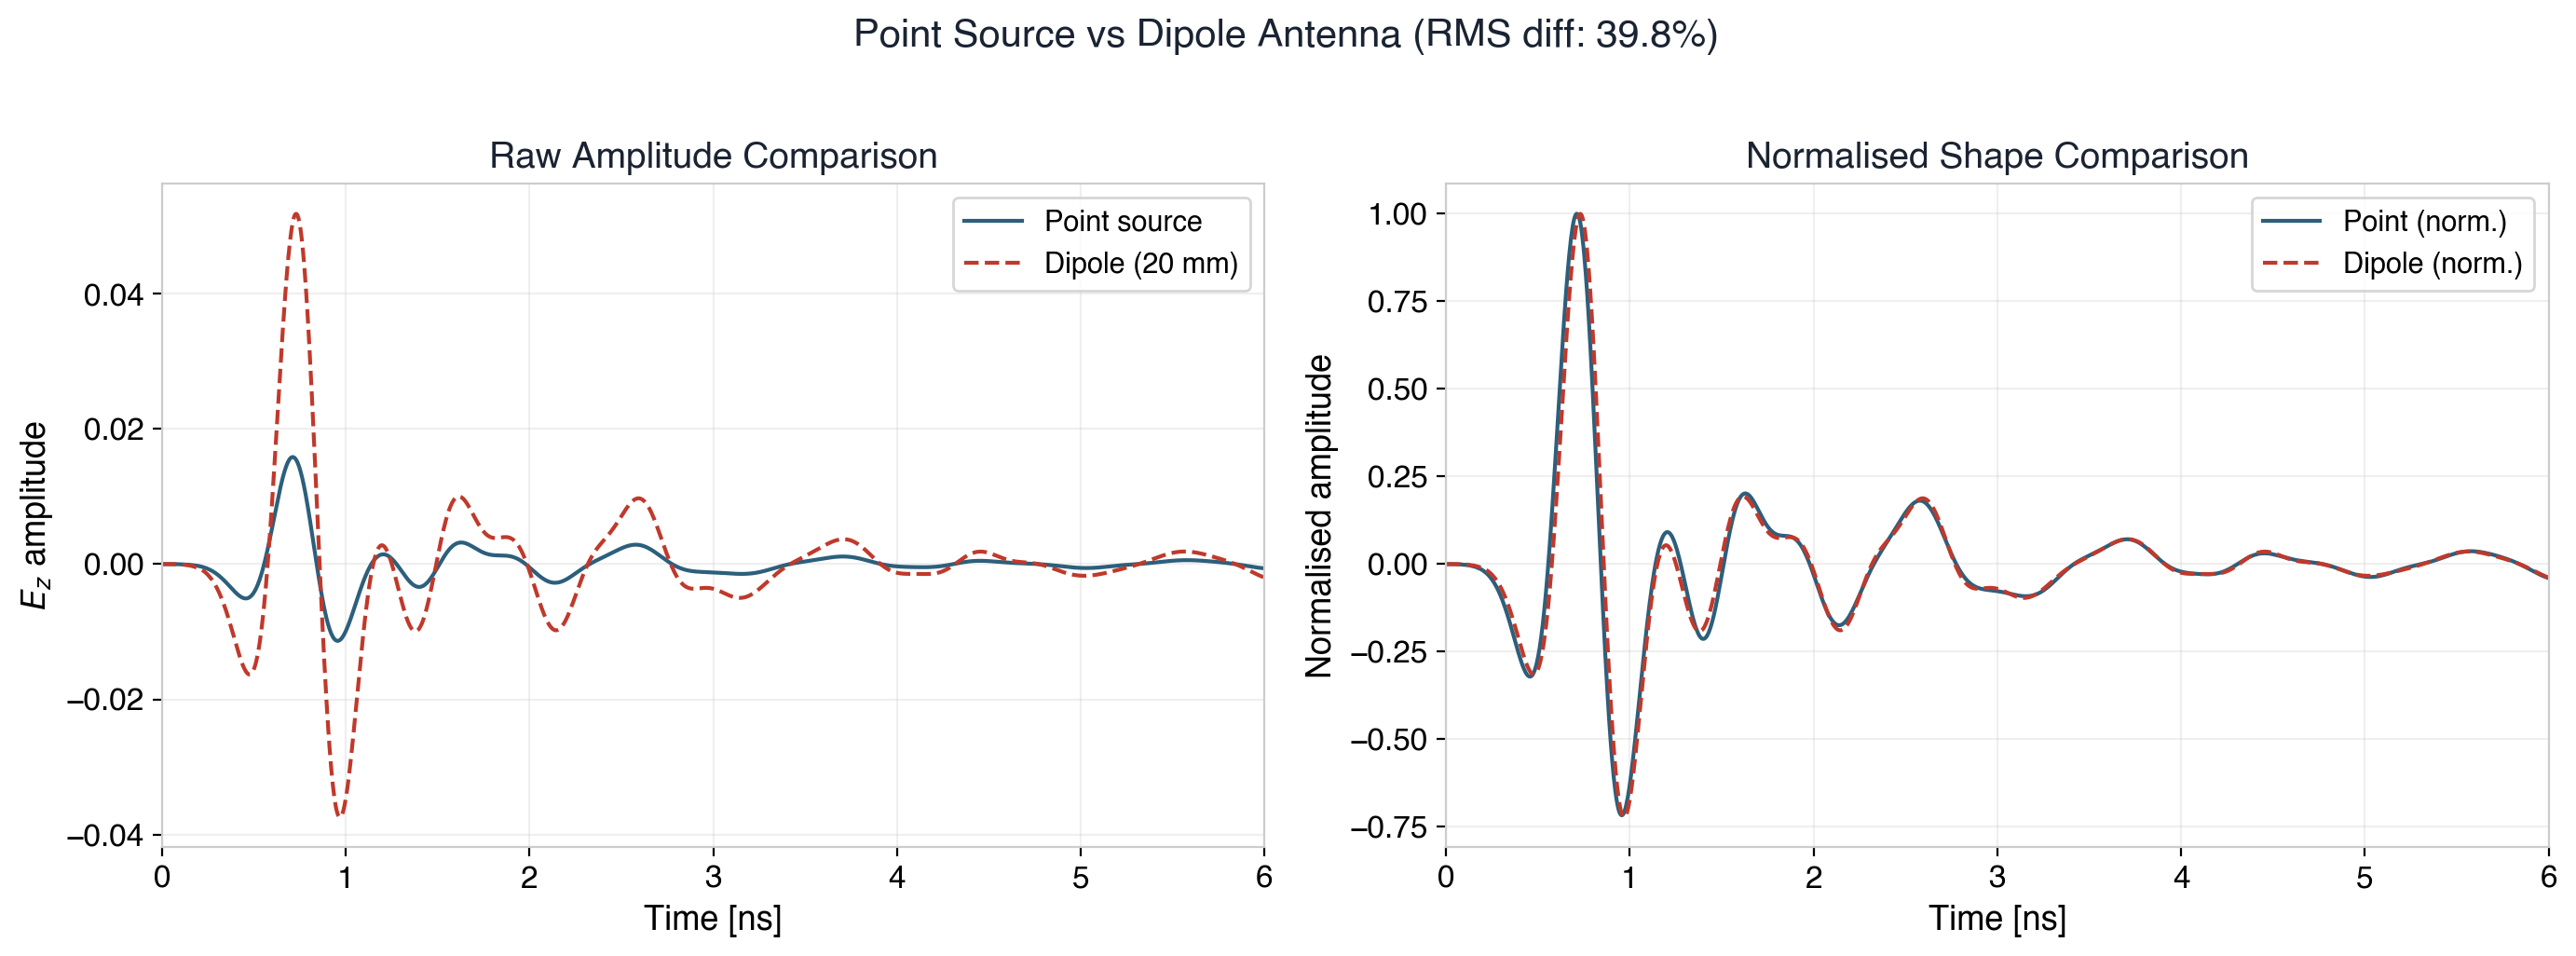 Point Source vs Dipole Antenna (RMS diff: 39.8%)
Raw Amplitude Comparison
Point source
Dipole (20 mm)
0.04
0.02
0.00
−0.02
−0.04
E_z amplitude
0 1 2 3 4 5 6
Time [ns]
Normalised Shape Comparison
Point (norm.)
Dipole (norm.)
1.00
0.75
0.50
0.25
0.00
−0.25
−0.50
−0.75
Normalised amplitude
0 1 2 3 4 5 6
Time [ns]